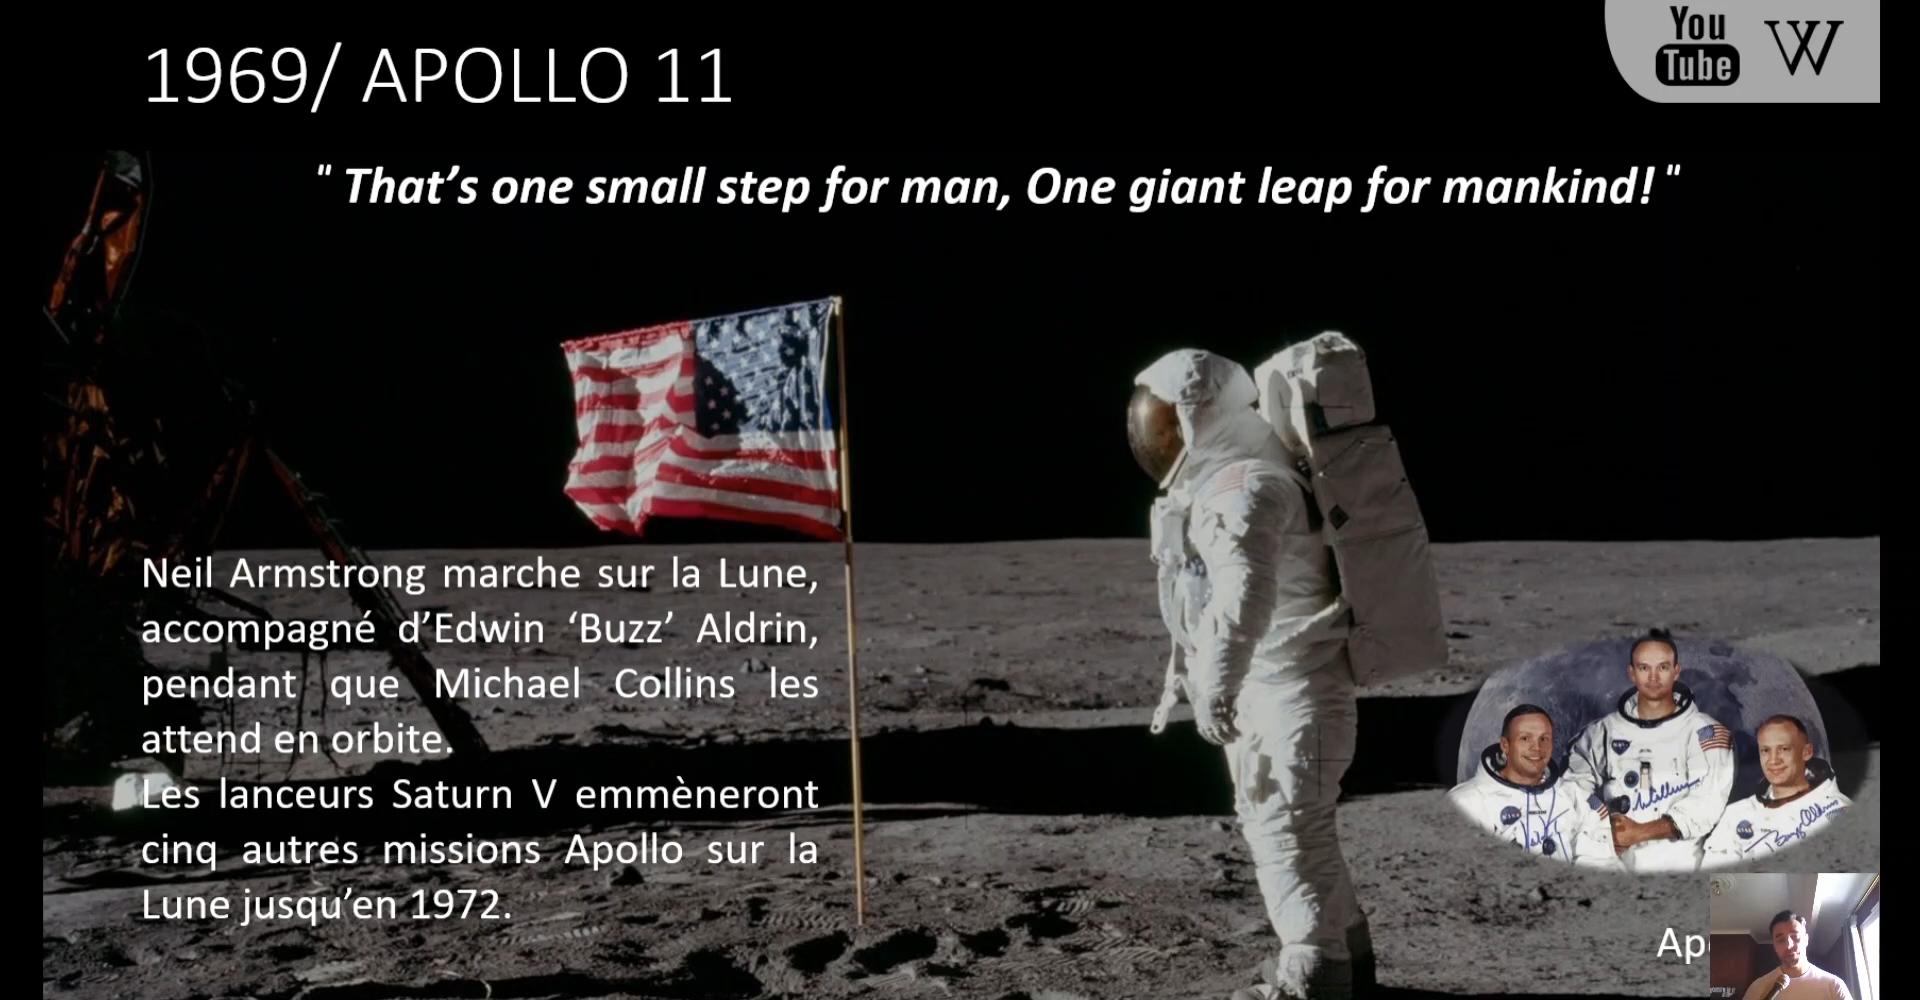 1969/ APOLLO 11
You
Tube
W
" That’s one small step for man, One giant leap for mankind! "
Neil Armstrong marche sur la Lune,
accompagné d’Edwin ‘Buzz’ Aldrin,
pendant que Michael Collins les
attend en orbite.
Les lanceurs Saturn V emmèneront
cinq autres missions Apollo sur la
Lune jusqu’en 1972.